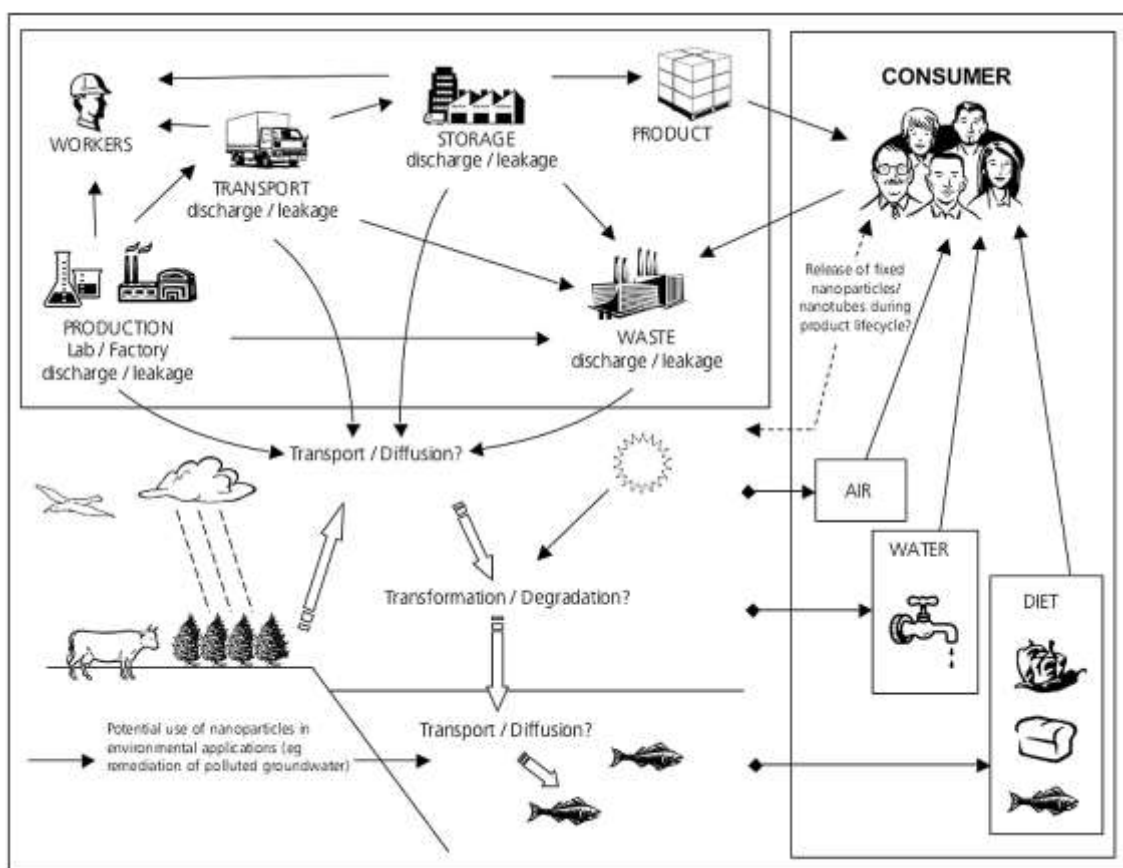 WORKERS
TRANSPORT
discharge / leakage
STORAGE
discharge / leakage
PRODUCT
PRODUCTION
Lab / Factory
discharge / leakage
WASTE
discharge / leakage
CONSUMER
Release of fixed
nanoparticles/
nanotubes during
product lifecycle?
Transport / Diffusion?
Transformation / Degradation?
Potential use of nanoparticles in
environmental applications (eg
remediation of polluted groundwater)
Transport / Diffusion?
AIR
WATER
DIET